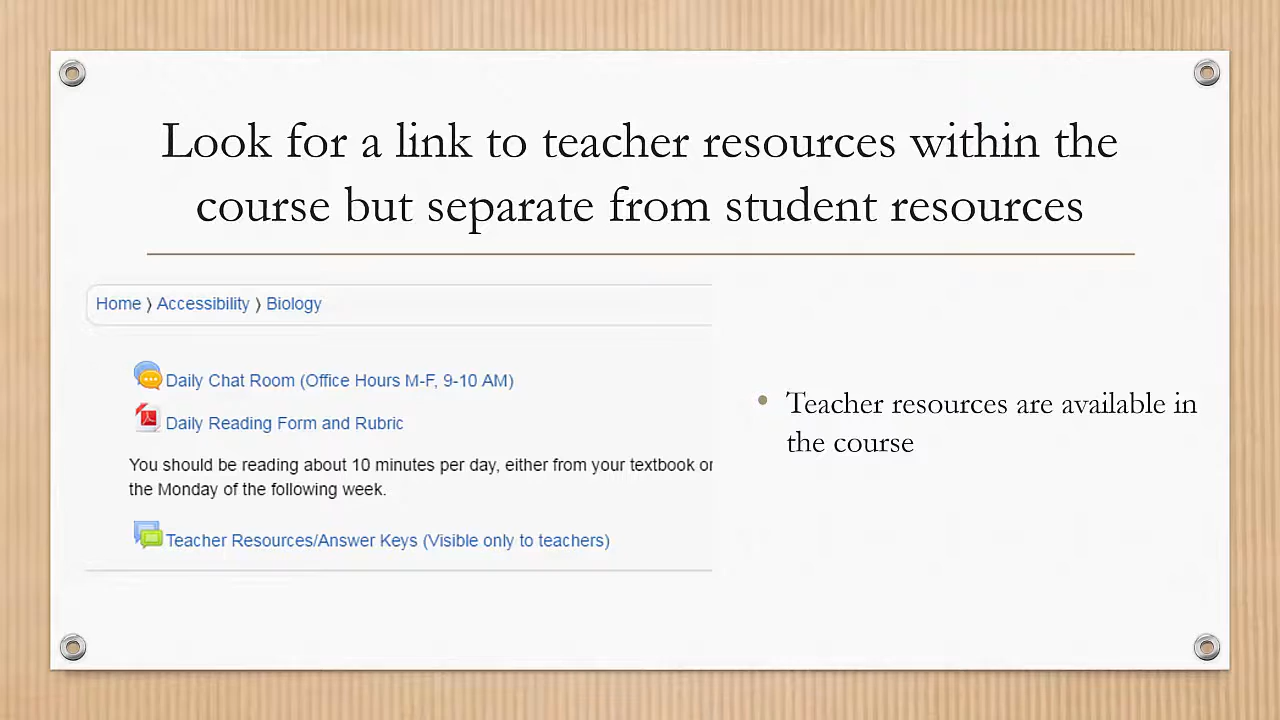 Look for a link to teacher resources within the
course but separate from student resources
Home ⟩ Accessibility ⟩ Biology
Daily Chat Room (Office Hours M-F, 9-10 AM)
Daily Reading Form and Rubric
You should be reading about 10 minutes per day, either from your textbook or
the Monday of the following week.
Teacher Resources/Answer Keys (Visible only to teachers)
• Teacher resources are available in
the course